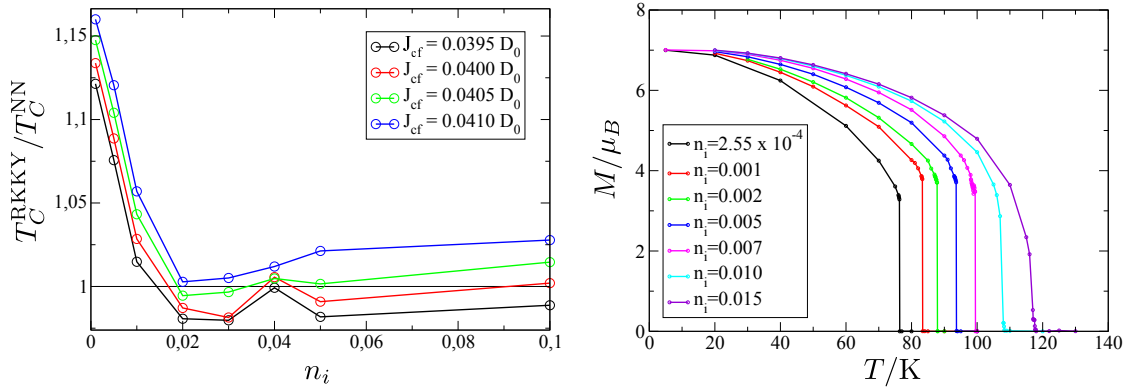 1,15
1,1
1,05
1
T_C^RKKY/T_C^NN
J_cf = 0.0395 D_0
J_cf = 0.0400 D_0
J_cf = 0.0405 D_0
J_cf = 0.0410 D_0
0 0,02 0,04 0,06 0,08 0,1
n_i
8
6
4
2
0
M/μ_B
n_i=2.55 x 10^-4
n_i=0.001
n_i=0.002
n_i=0.005
n_i=0.007
n_i=0.010
n_i=0.015
0 20 40 60 80 100 120 140
T/K